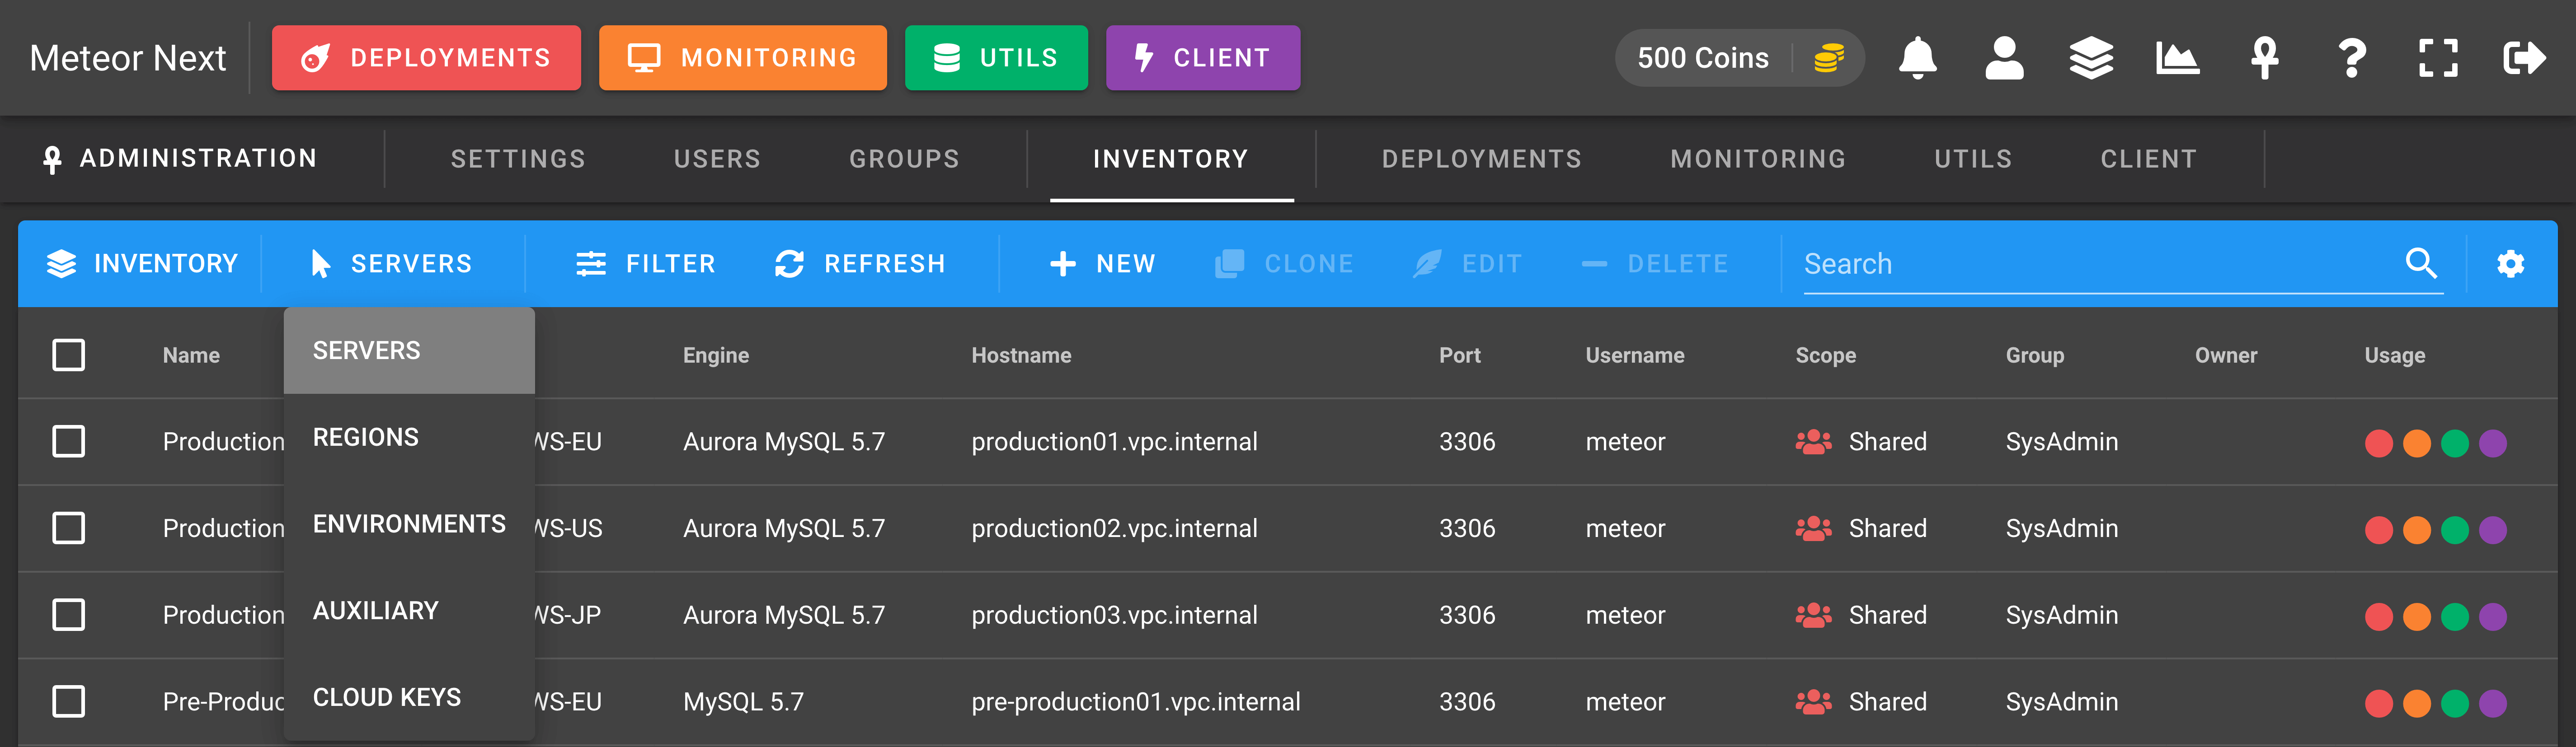 Meteor Next DEPLOYMENTS MONITORING UTILS CLIENT 500 Coins
ADMINISTRATION SETTINGS USERS GROUPS INVENTORY DEPLOYMENTS MONITORING UTILS CLIENT
INVENTORY SERVERS FILTER REFRESH + NEW CLONE EDIT DELETE Search
SERVERS
REGIONS
ENVIRONMENTS
AUXILIARY
CLOUD KEYS
Name Engine Hostname Port Username Scope Group Owner Usage
Production WS-EU Aurora MySQL 5.7 production01.vpc.internal 3306 meteor Shared SysAdmin
Production WS-US Aurora MySQL 5.7 production02.vpc.internal 3306 meteor Shared SysAdmin
Production WS-JP Aurora MySQL 5.7 production03.vpc.internal 3306 meteor Shared SysAdmin
Pre-Produc WS-EU MySQL 5.7 pre-production01.vpc.internal 3306 meteor Shared SysAdmin